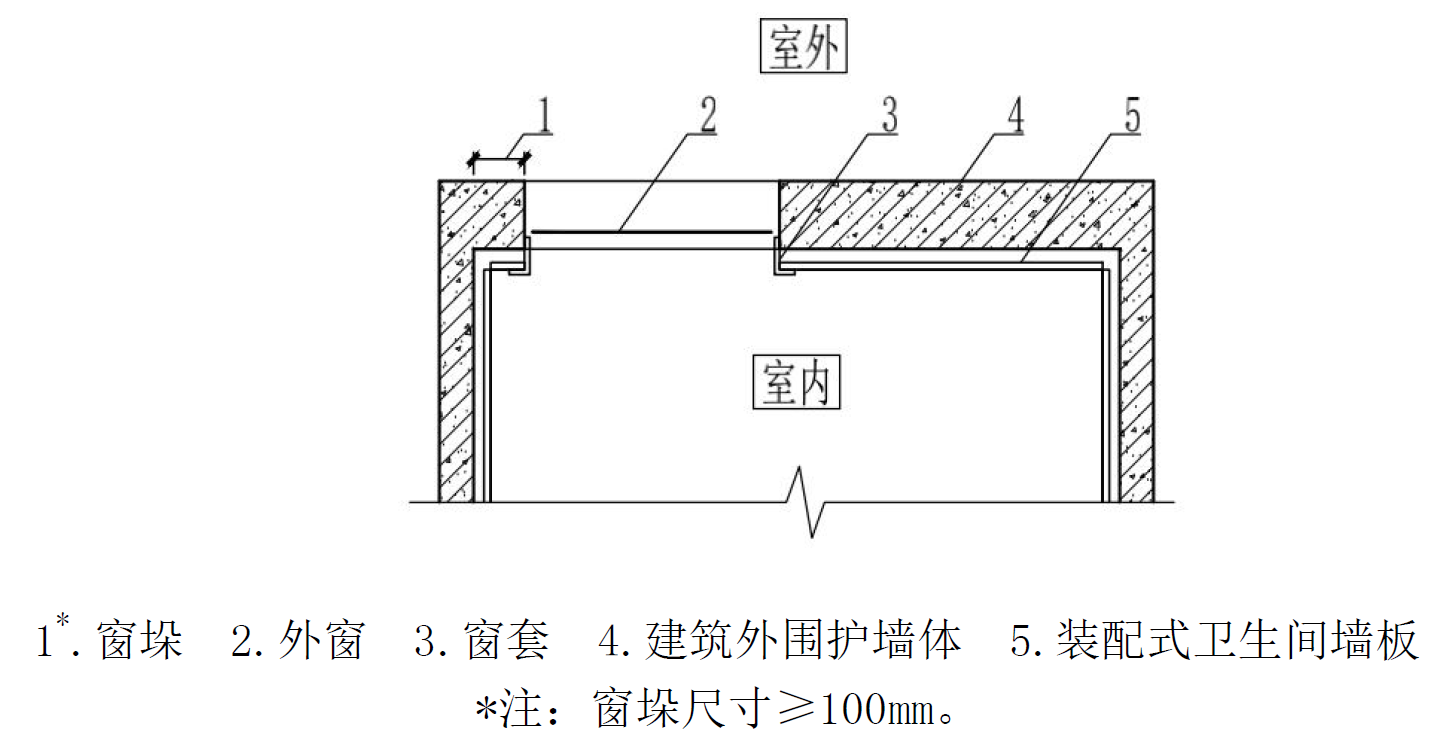 室外
1 2 3 4 5
室内
1*.窗垛 2.外窗 3.窗套 4.建筑外围护墙体 5.装配式卫生间墙板
*注：窗垛尺寸≥100mm。